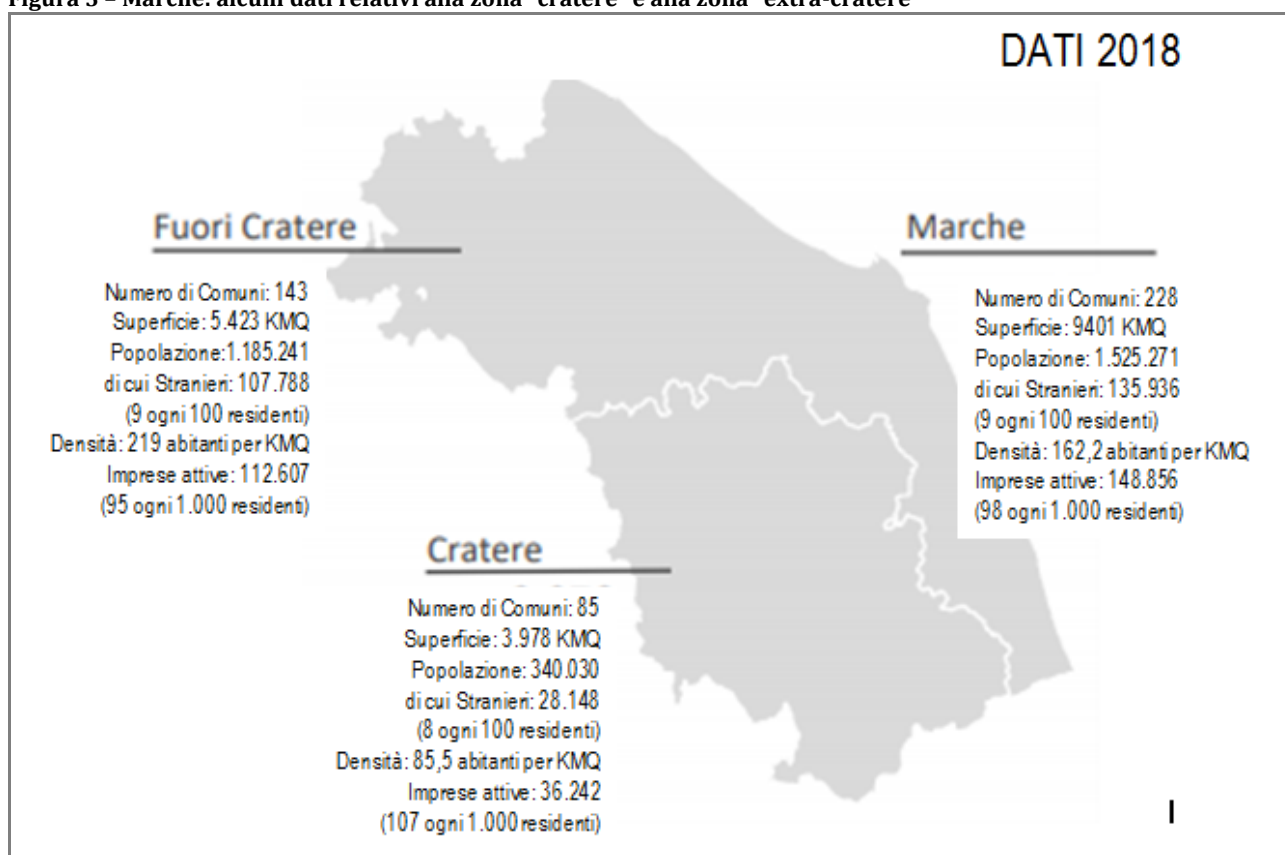 Figura 3 – Marche: alcuni dati relativi alla zona "cratere" e alla zona "extra-cratere"
DATI 2018
Fuori Cratere
Numero di Comuni: 143
Superficie: 5.423 KMQ
Popolazione:1.185.241
di cui Stranieri: 107.788
(9 ogni 100 residenti)
Densità: 219 abitanti per KMQ
Imprese attive: 112.607
(95 ogni 1.000 residenti)
Marche
Numero di Comuni: 228
Superficie: 9401 KMQ
Popolazione: 1.525.271
di cui Stranieri: 135.936
(9 ogni 100 residenti)
Densità: 162,2 abitanti per KMQ
Imprese attive: 148.856
(98 ogni 1.000 residenti)
Cratere
Numero di Comuni: 85
Superficie: 3.978 KMQ
Popolazione: 340.030
di cui Stranieri: 28.148
(8 ogni 100 residenti)
Densità: 85,5 abitanti per KMQ
Imprese attive: 36.242
(107 ogni 1.000 residenti)